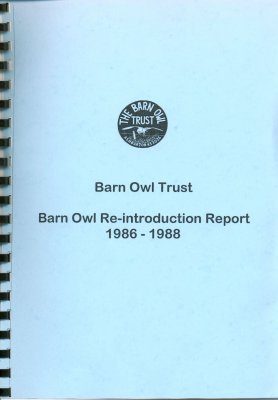 THE BARN OWL
TRUST
Barn Owl Trust
Barn Owl Re-introduction Report
1986 - 1988